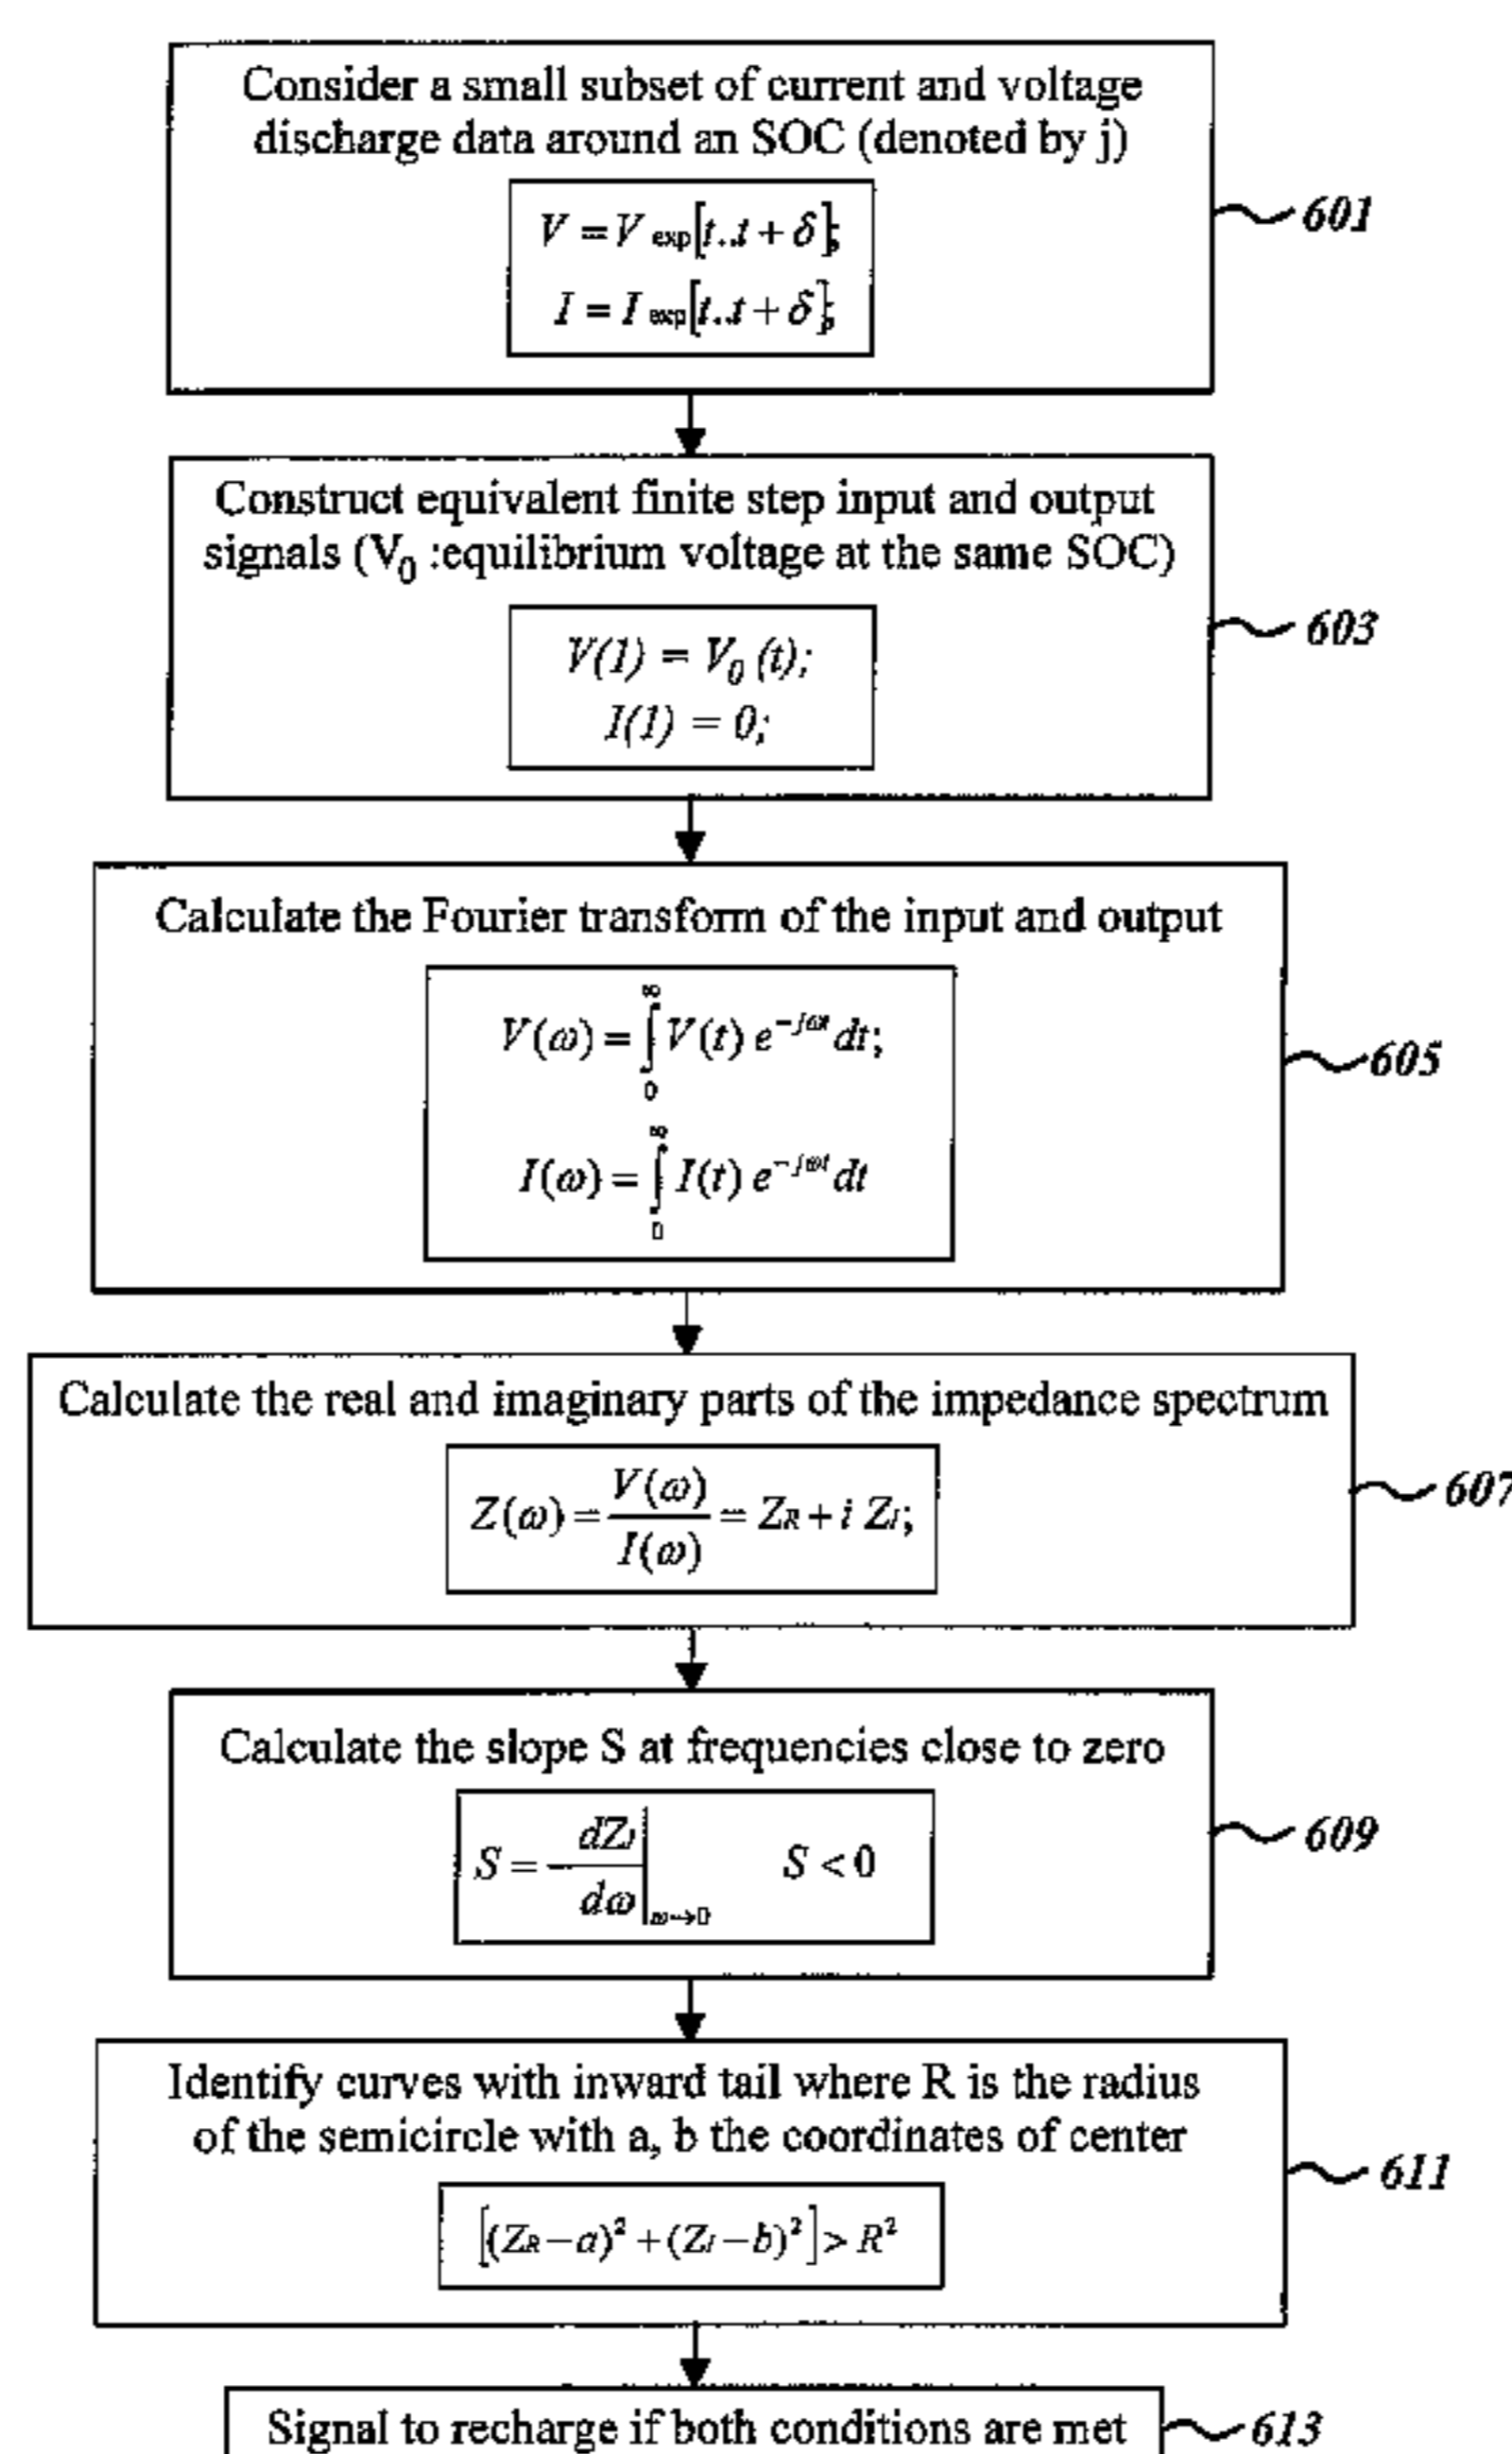 Consider a small subset of current and voltage
discharge data around an SOC (denoted by j)
V = V exp[t..t + δ];
I = I exp[t..t + δ];
601
Construct equivalent finite step input and output
signals (V₀ :equilibrium voltage at the same SOC)
V(1) = V₀ (t);
I(1) = 0;
603
Calculate the Fourier transform of the input and output
V(ω) = ∫₀^∞ V(t) e^{-jωt} dt;
I(ω) = ∫₀^∞ I(t) e^{-jωt} dt
605
Calculate the real and imaginary parts of the impedance spectrum
Z(ω) = V(ω)/I(ω) = Z_R + i Z_I;
607
Calculate the slope S at frequencies close to zero
S = - dZ_I/dω |_{ω→0} S < 0
609
Identify curves with inward tail where R is the radius
of the semicircle with a, b the coordinates of center
[(Z_R − a)² + (Z_I − b)²] > R²
611
Signal to recharge if both conditions are met
613